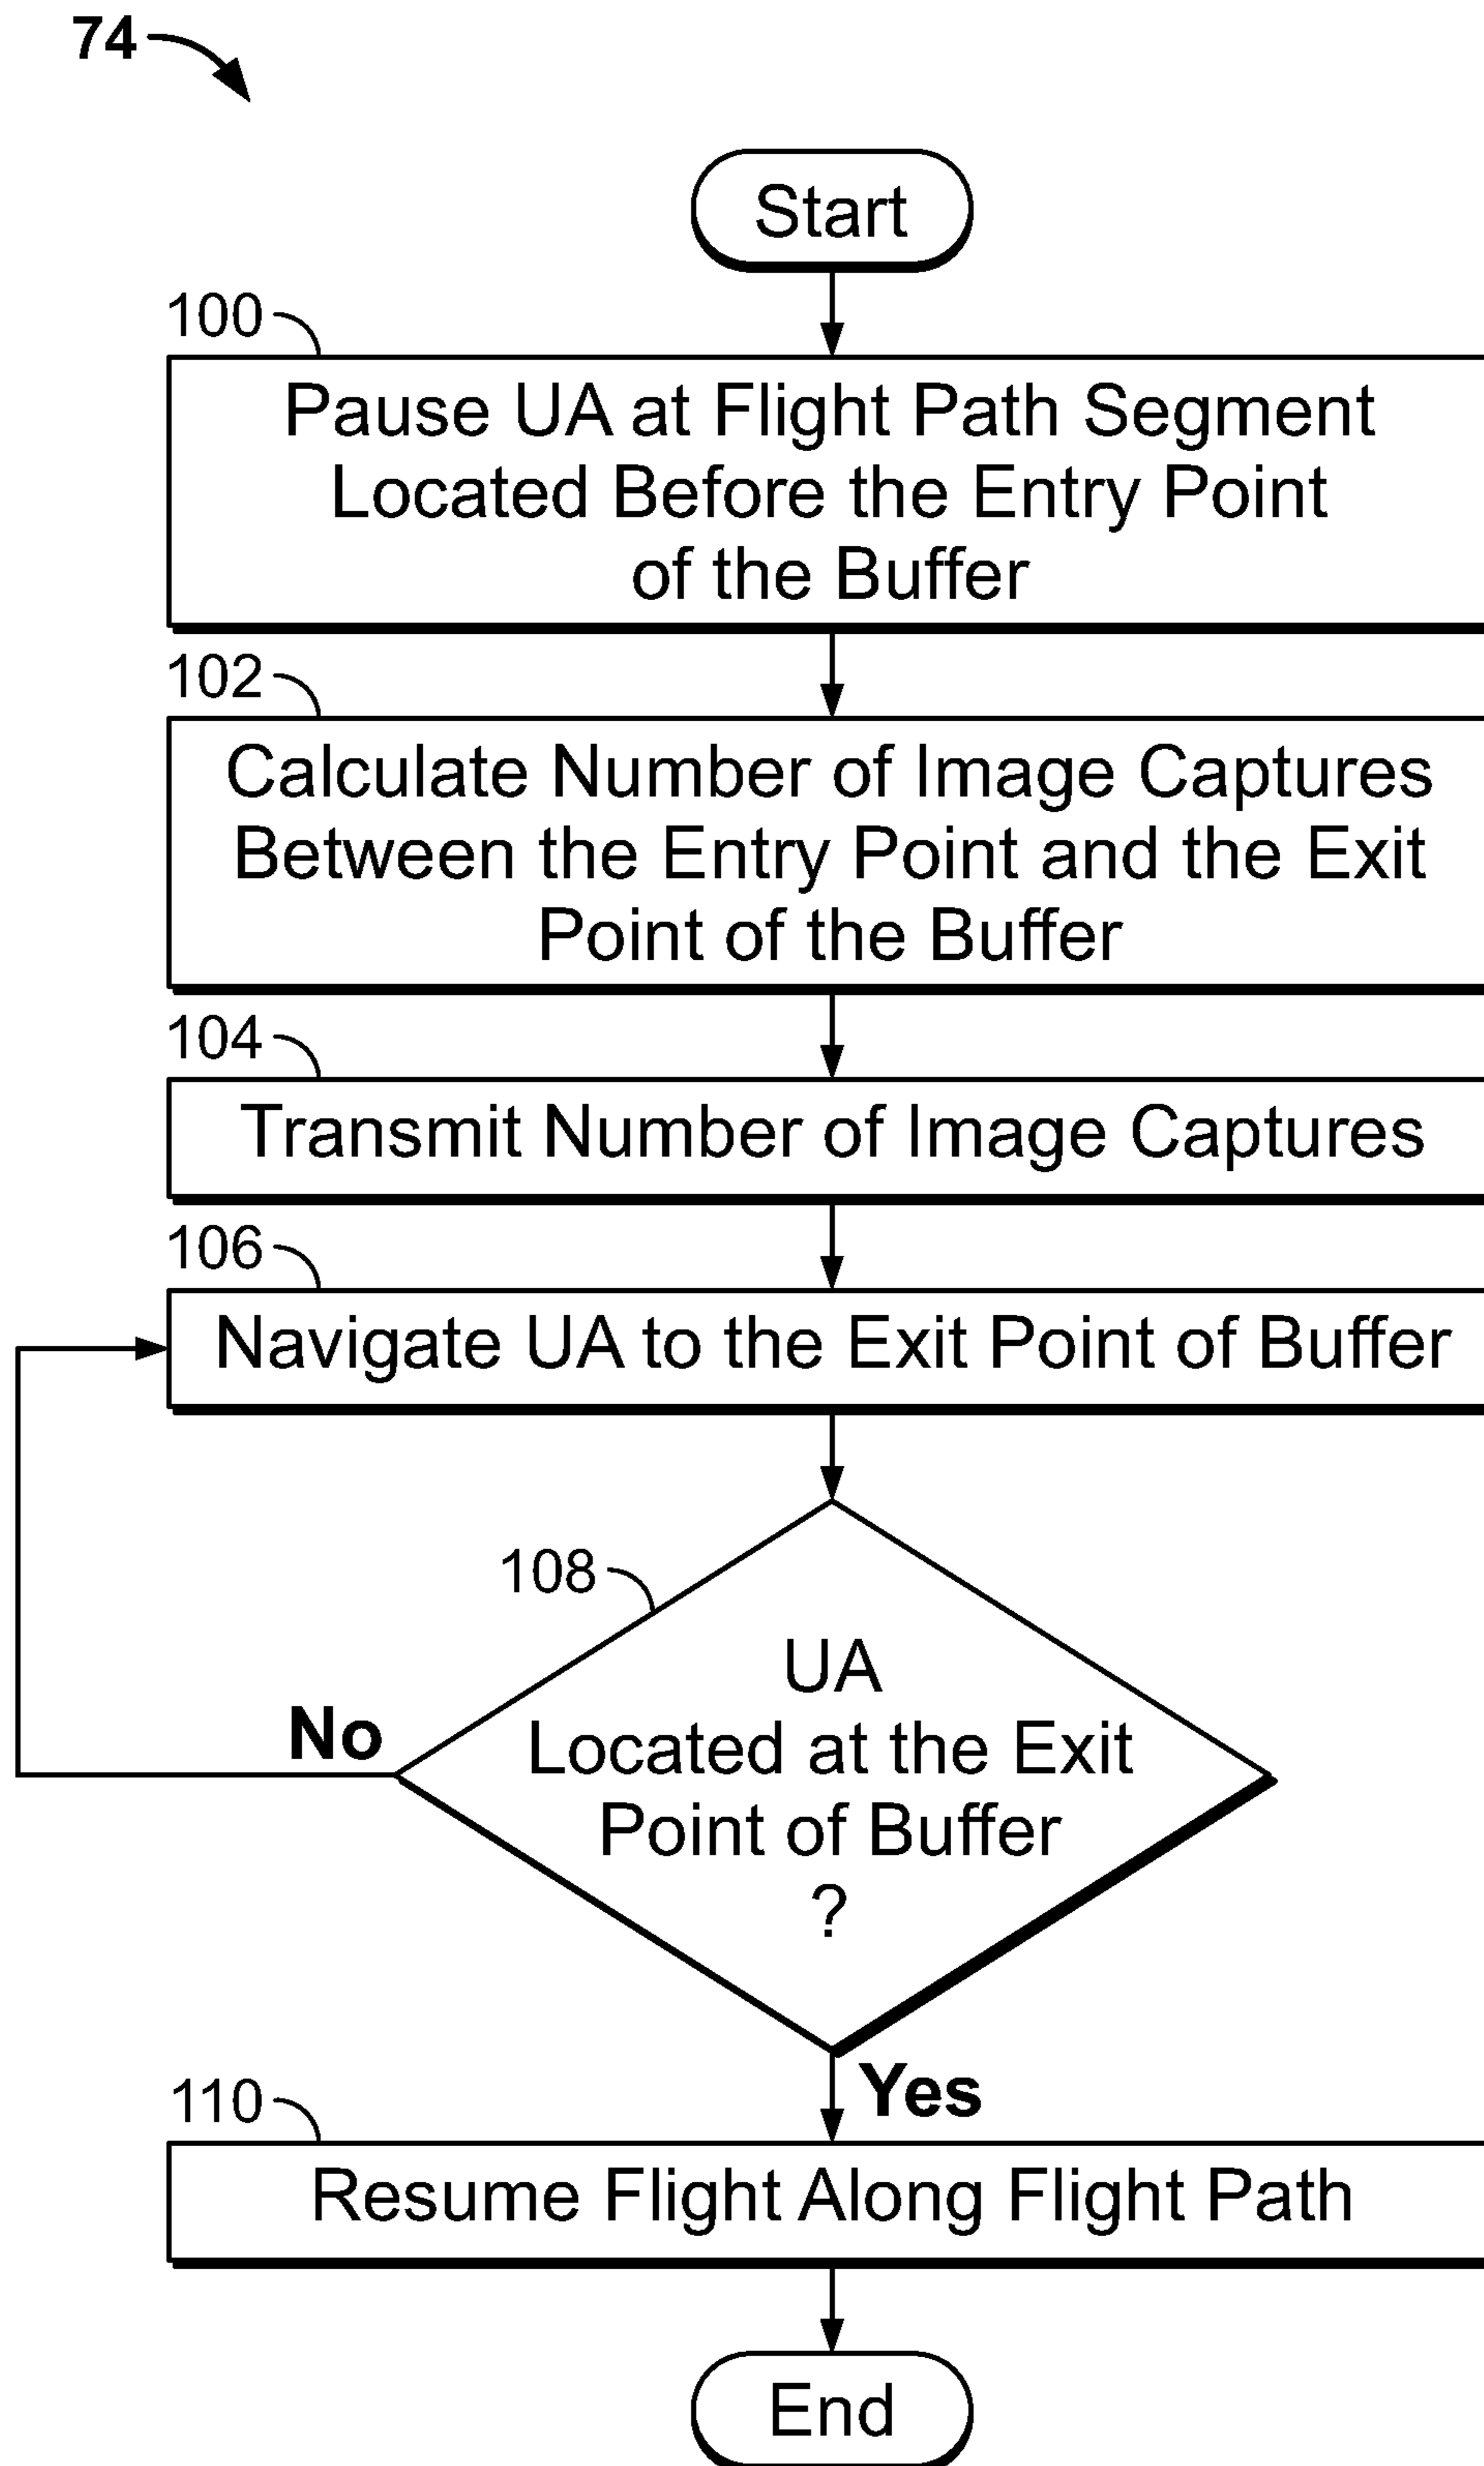 74
Start
100
Pause UA at Flight Path Segment
Located Before the Entry Point
of the Buffer
102
Calculate Number of Image Captures
Between the Entry Point and the Exit
Point of the Buffer
104
Transmit Number of Image Captures
106
Navigate UA to the Exit Point of Buffer
108
UA
Located at the Exit
Point of Buffer
?
No
Yes
110
Resume Flight Along Flight Path
End